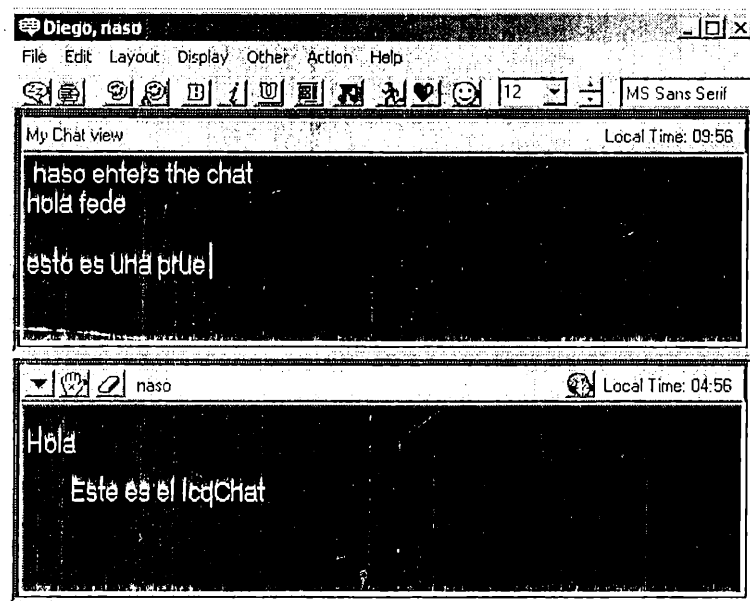 Diego, naso
File Edit Layout Display Other Action Help
B i U 12 MS Sans Serif
My Chat view Local Time: 09:56
naso enters the chat
hola fede
esto es una prue
naso Local Time: 04:56
Hola
Este es el IcqChat